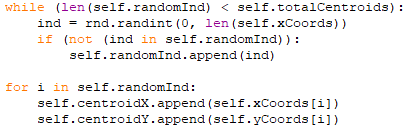 while (len(self.randomInd) < self.totalCentroids):
    ind = rnd.randint(0, len(self.xCoords))
    if (not (ind in self.randomInd)):
        self.randomInd.append(ind)

for i in self.randomInd:
    self.centroidX.append(self.xCoords[i])
    self.centroidY.append(self.yCoords[i])